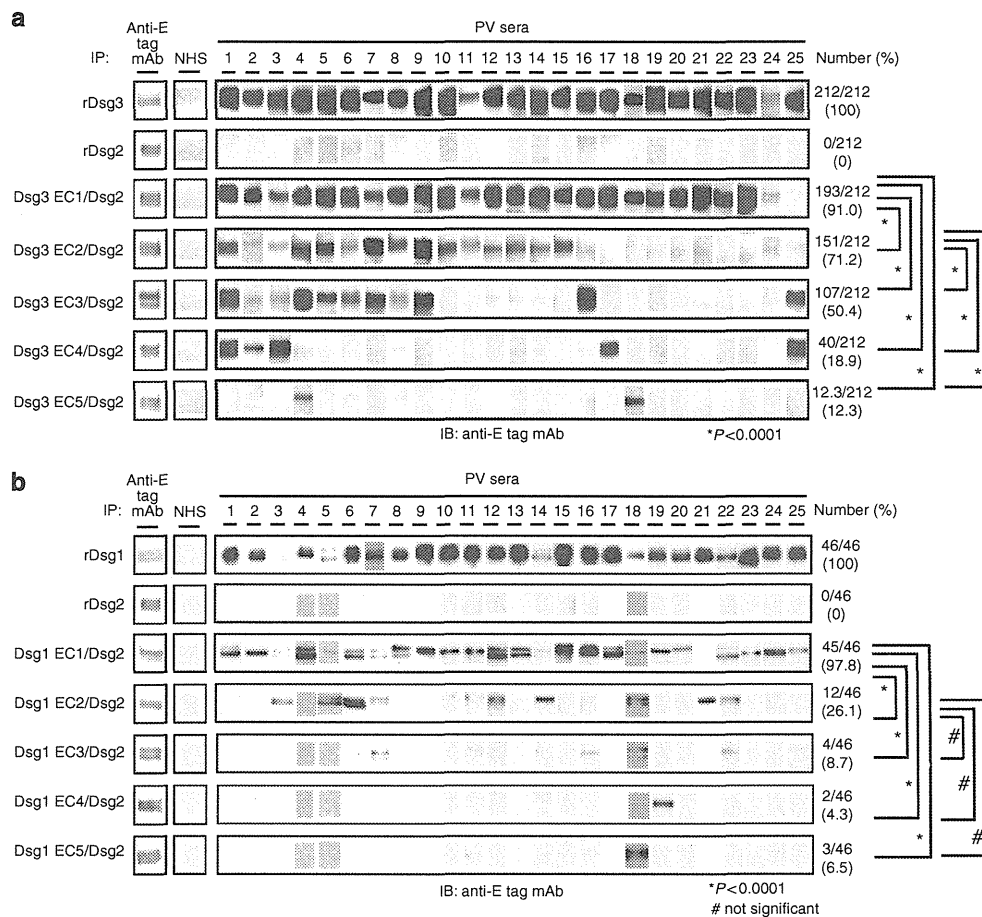 a
Anti-E
tag
mAb
PV sera
IP: NHS 1 2 3 4 5 6 7 8 9 10 11 12 13 14 15 16 17 18 19 20 21 22 23 24 25 Number (%)
rDsg3 212/212
(100)
rDsg2 0/212
(0)
Dsg3 EC1/Dsg2 193/212
(91.0)
*
Dsg3 EC2/Dsg2 151/212
(71.2)
* *
Dsg3 EC3/Dsg2 107/212
(50.4)
* *
Dsg3 EC4/Dsg2 40/212
(18.9)
* *
Dsg3 EC5/Dsg2 12.3/212
(12.3)
IB: anti-E tag mAb *P<0.0001
b
Anti-E
tag
mAb
PV sera
IP: NHS 1 2 3 4 5 6 7 8 9 10 11 12 13 14 15 16 17 18 19 20 21 22 23 24 25 Number (%)
rDsg1 46/46
(100)
rDsg2 0/46
(0)
Dsg1 EC1/Dsg2 45/46
(97.8)
*
Dsg1 EC2/Dsg2 12/46
(26.1)
* #
Dsg1 EC3/Dsg2 4/46
(8.7)
* #
Dsg1 EC4/Dsg2 2/46
(4.3)
* #
Dsg1 EC5/Dsg2 3/46
(6.5)
IB: anti-E tag mAb *P<0.0001
# not significant